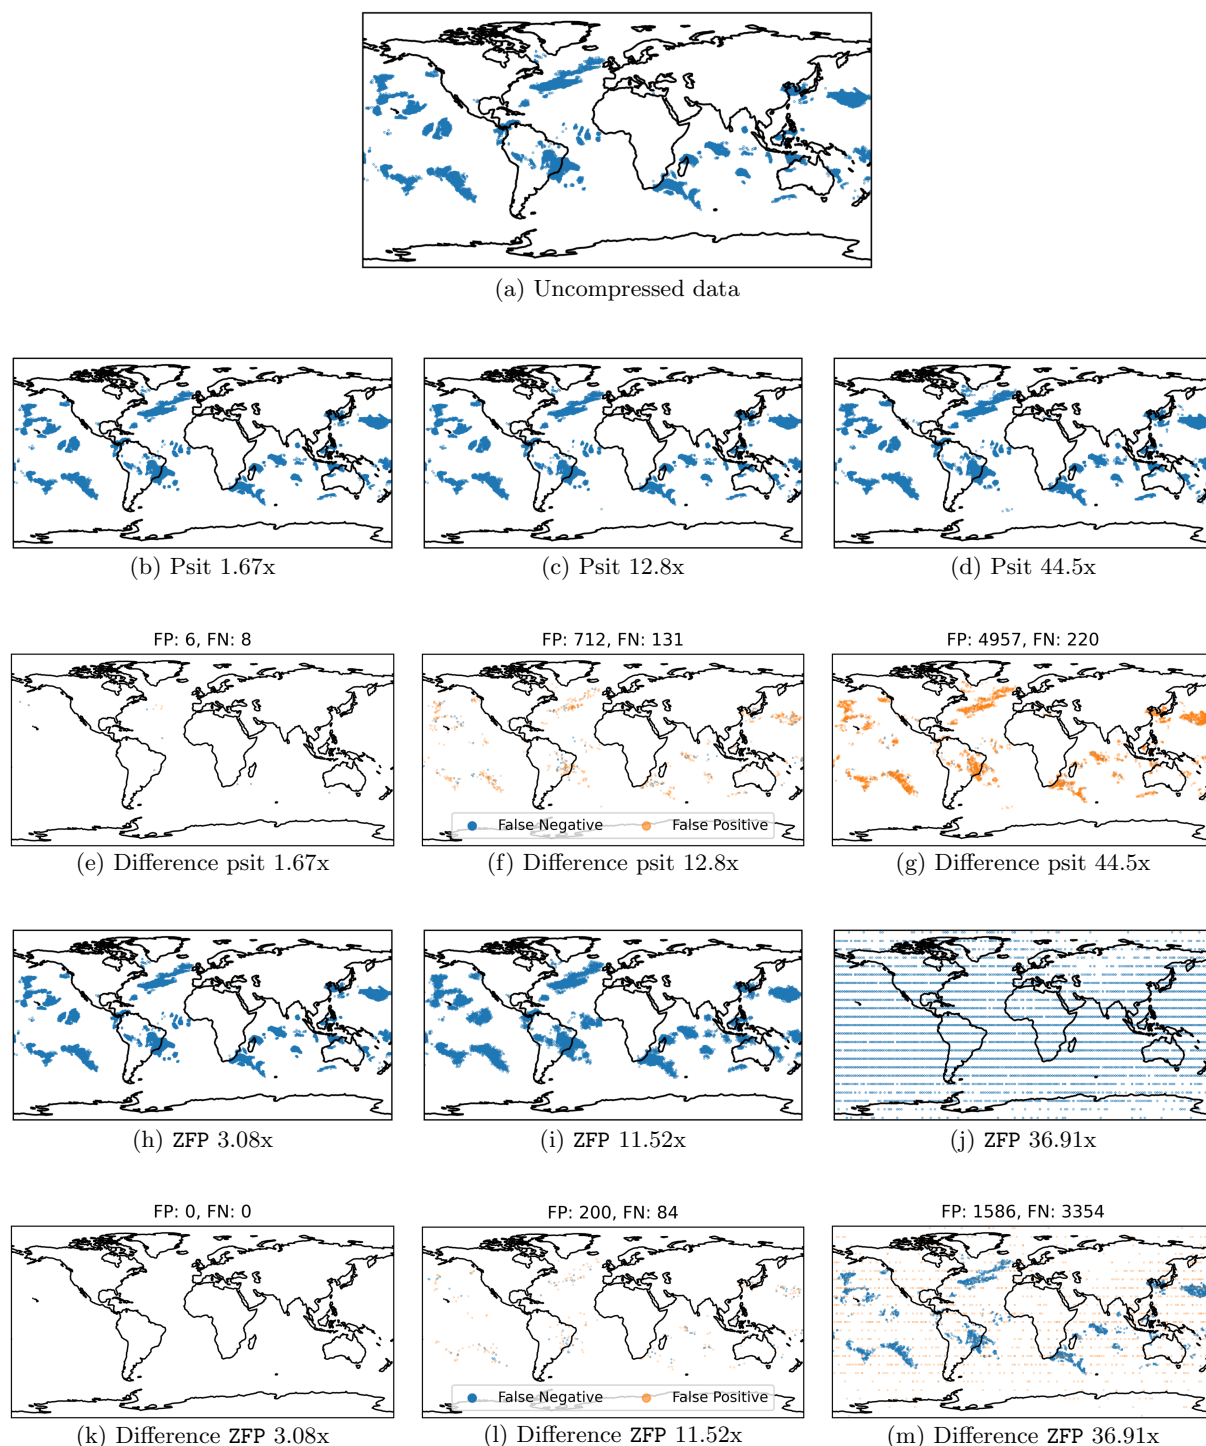 (a) Uncompressed data
(b) Psit 1.67x
(c) Psit 12.8x
(d) Psit 44.5x
FP: 6, FN: 8
FP: 712, FN: 131
FP: 4957, FN: 220
False Negative
False Positive
(e) Difference psit 1.67x
(f) Difference psit 12.8x
(g) Difference psit 44.5x
(h) ZFP 3.08x
(i) ZFP 11.52x
(j) ZFP 36.91x
FP: 0, FN: 0
FP: 200, FN: 84
FP: 1586, FN: 3354
False Negative
False Positive
(k) Difference ZFP 3.08x
(l) Difference ZFP 11.52x
(m) Difference ZFP 36.91x